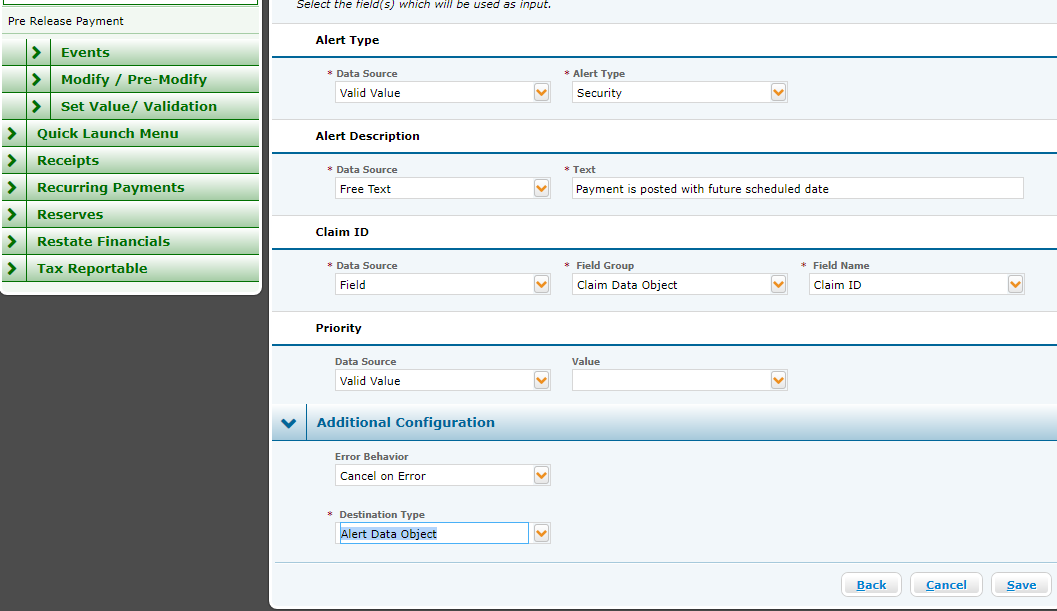 Select the field(s) which will be used as input.
Pre Release Payment
Events
Modify / Pre-Modify
Set Value/ Validation
Quick Launch Menu
Receipts
Recurring Payments
Reserves
Restate Financials
Tax Reportable
Alert Type
* Data Source * Alert Type
Valid Value Security
Alert Description
* Data Source * Text
Free Text Payment is posted with future scheduled date
Claim ID
* Data Source * Field Group * Field Name
Field Claim Data Object Claim ID
Priority
Data Source Value
Valid Value
Additional Configuration
Error Behavior
Cancel on Error
* Destination Type
Alert Data Object
Back Cancel Save